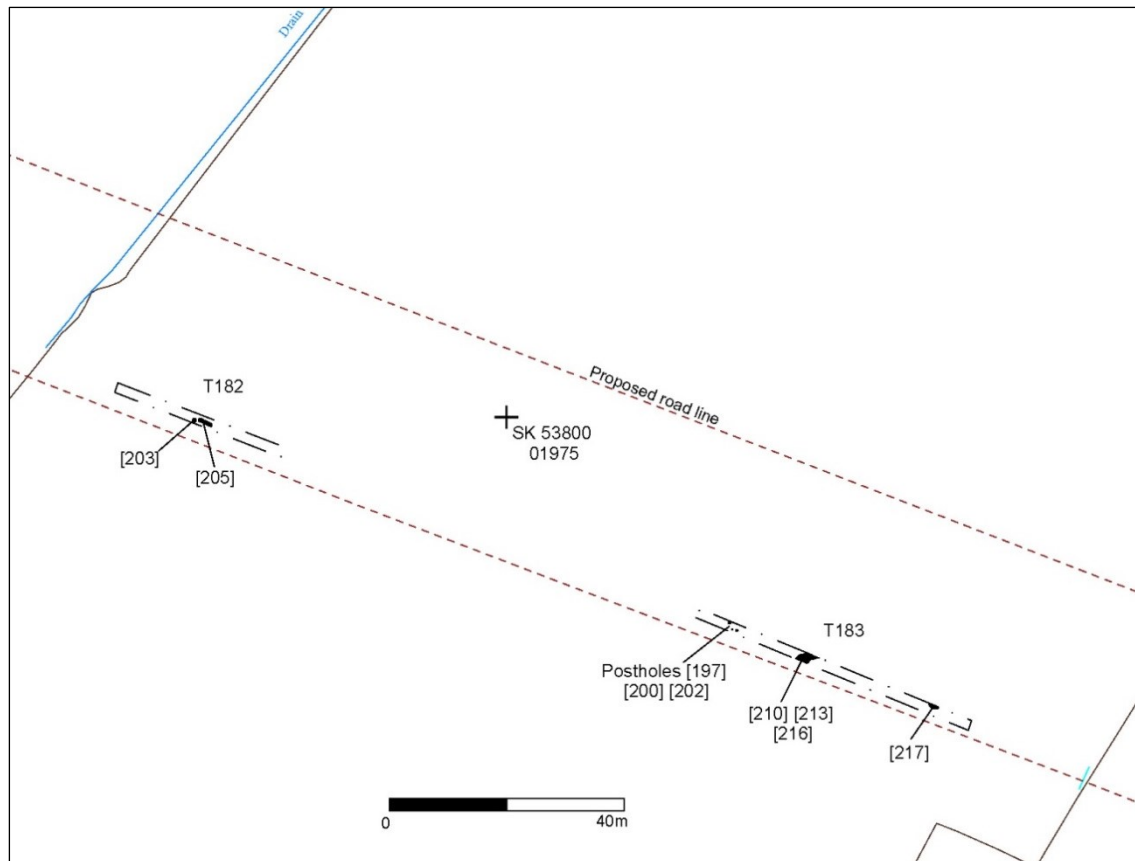 Drain
T182
Proposed road line
SK 53800
01975
[203]
[205]
T183
Postholes [197]
[200] [202]
[210] [213]
[216]
[217]
0
40m